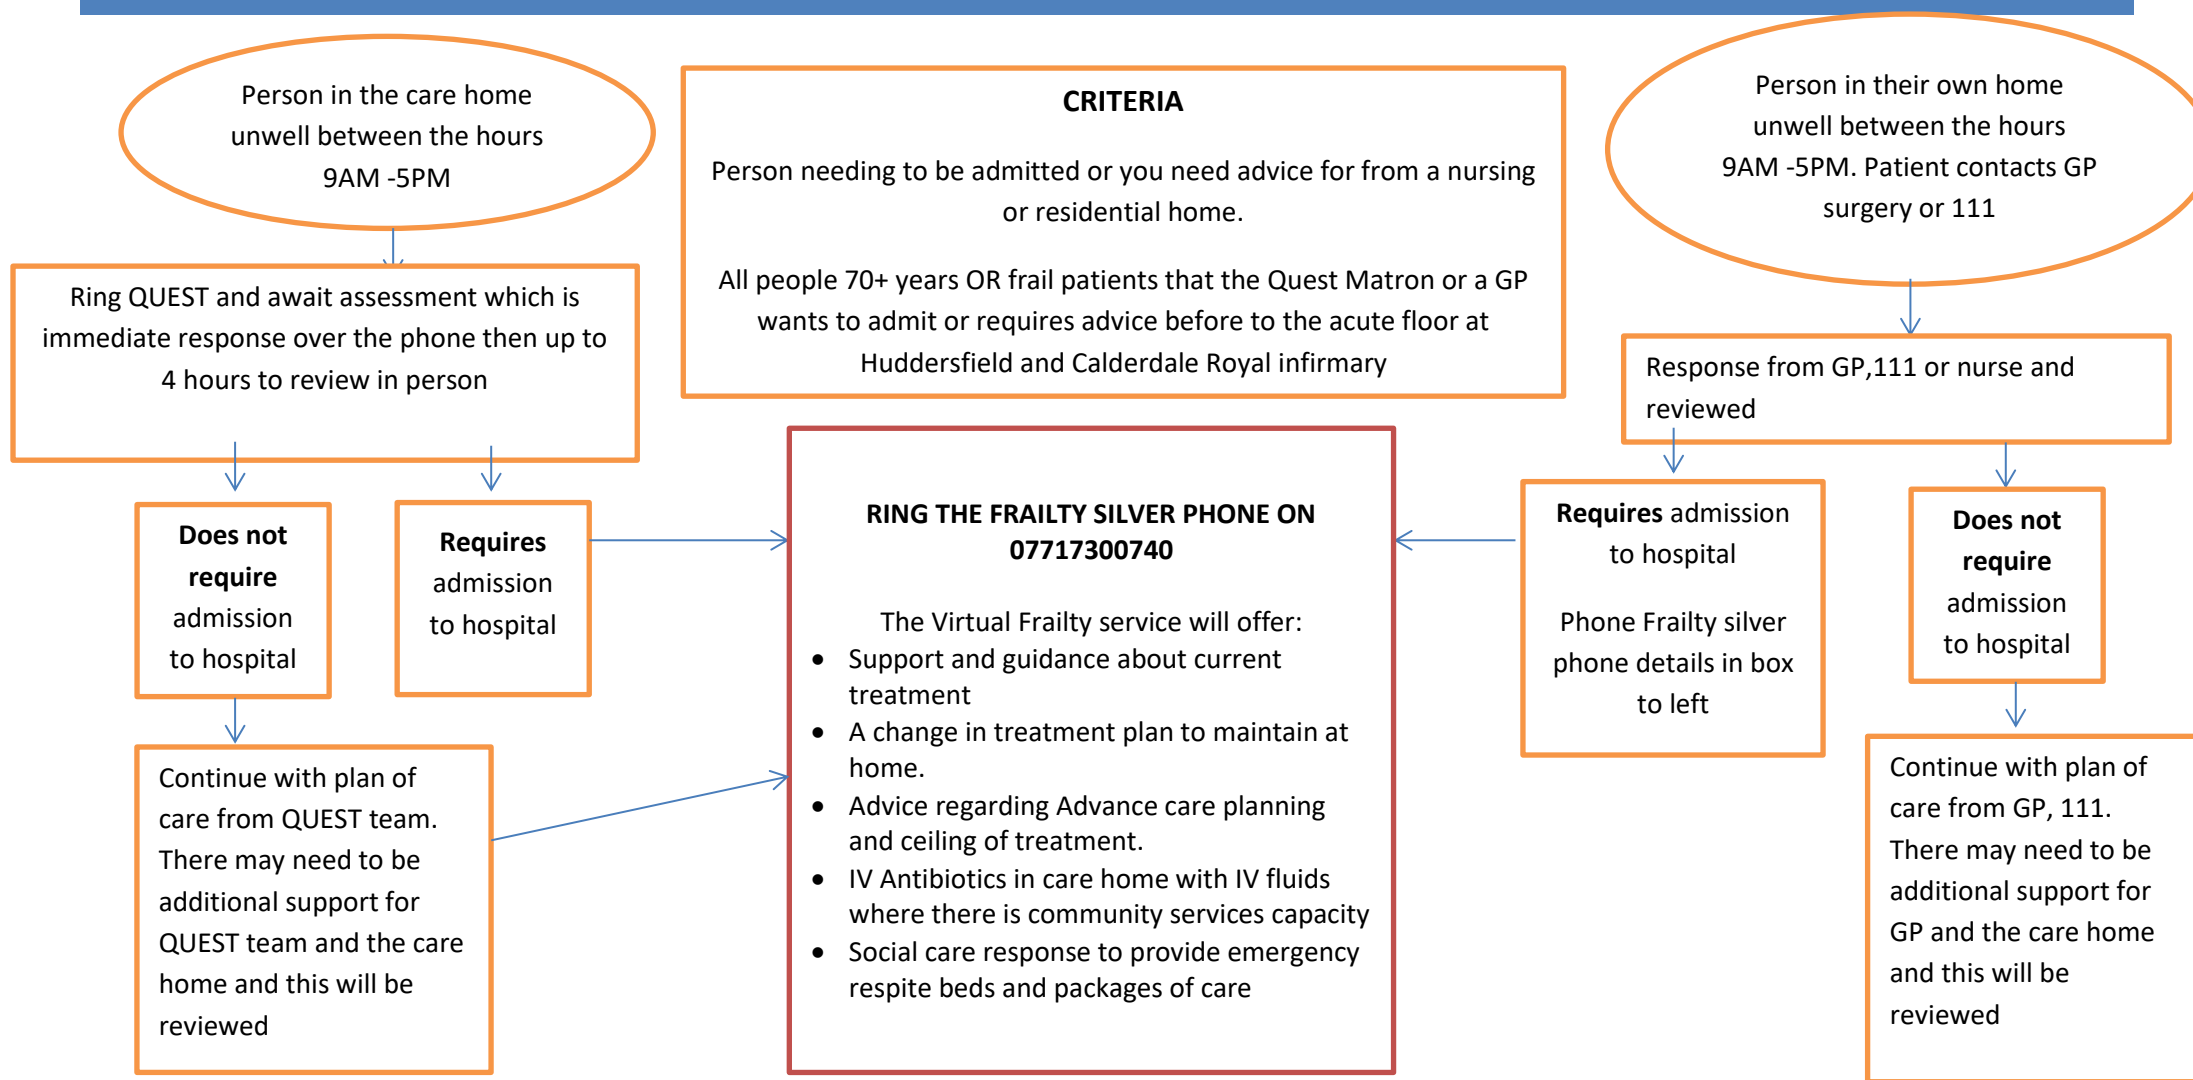 Person in the care home
unwell between the hours
9AM -5PM
Ring QUEST and await assessment which is
immediate response over the phone then up to
4 hours to review in person
Does not
require
admission
to hospital
Requires
admission
to hospital
Continue with plan of
care from QUEST team.
There may need to be
additional support for
QUEST team and the care
home and this will be
reviewed
CRITERIA
Person needing to be admitted or you need advice for from a nursing
or residential home.
All people 70+ years OR frail patients that the Quest Matron or a GP
wants to admit or requires advice before to the acute floor at
Huddersfield and Calderdale Royal infirmary
RING THE FRAILTY SILVER PHONE ON
07717300740
The Virtual Frailty service will offer:
• Support and guidance about current
treatment
• A change in treatment plan to maintain at
home.
• Advice regarding Advance care planning
and ceiling of treatment.
• IV Antibiotics in care home with IV fluids
where there is community services capacity
• Social care response to provide emergency
respite beds and packages of care
Person in their own home
unwell between the hours
9AM -5PM. Patient contacts GP
surgery or 111
Response from GP,111 or nurse and
reviewed
Requires admission
to hospital
Phone Frailty silver
phone details in box
to left
Does not
require
admission
to hospital
Continue with plan of
care from GP, 111.
There may need to be
additional support for
GP and the care home
and this will be
reviewed